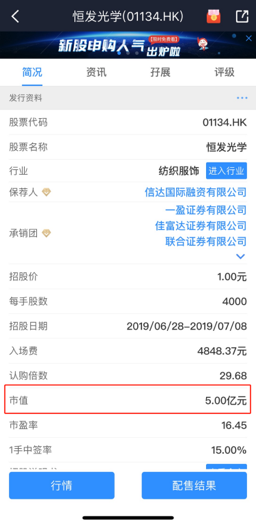 恒发光学(01134.HK)
新股申购人气 出炉啦
简况 资讯 孖展 评级
发行资料
股票代码 01134.HK
股票名称 恒发光学
行业 纺织服饰 进入行业
保荐人 信达国际融资有限公司
一盈证券有限公司
承销团 佳富达证券有限公司
联合证券有限公司
招股价 1.00元
每手股数 4000
招股日期 2019/06/28-2019/07/08
入场费 4848.37元
认购倍数 29.68
市值 5.00亿元
市盈率 16.45
1手中签率 15.00%
行情 配售结果